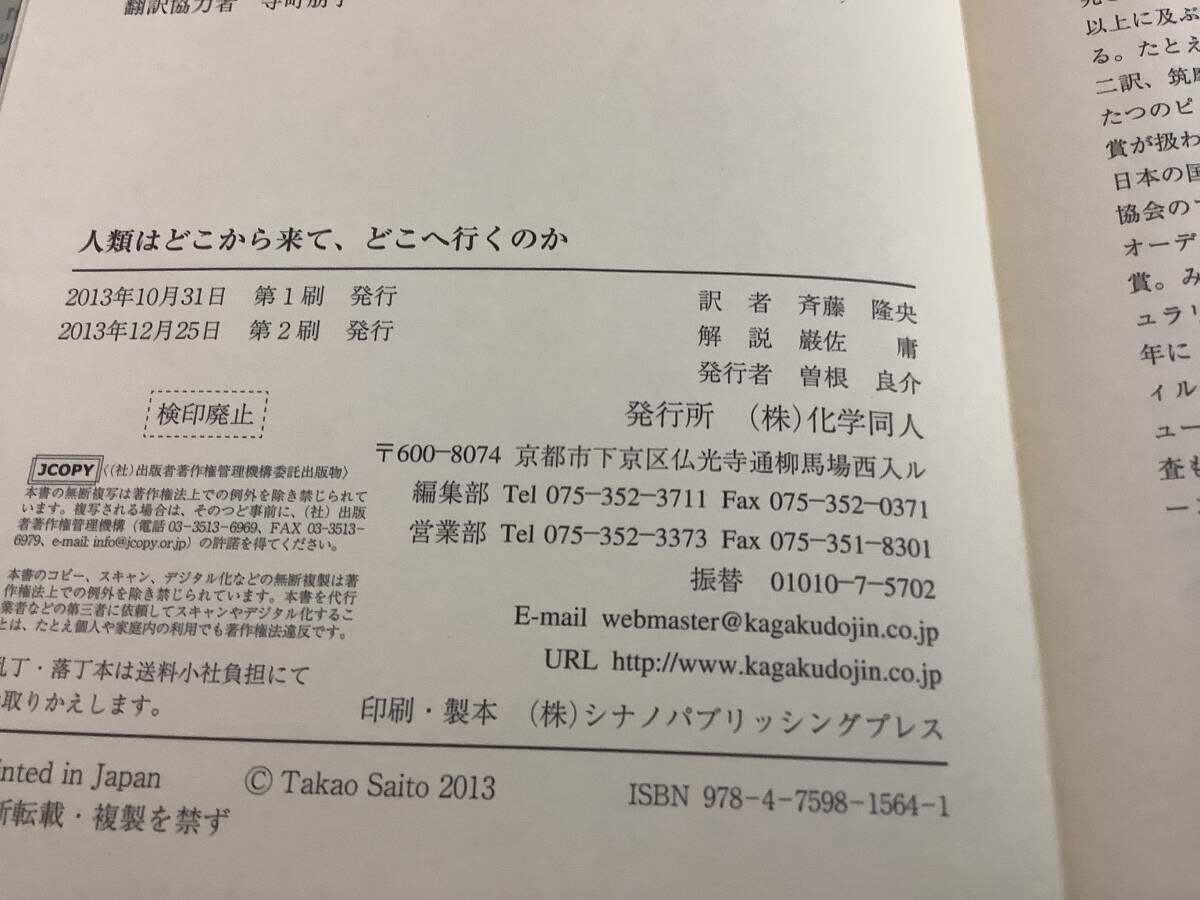 翻訳協力者 寺町朋子
人類はどこから来て、どこへ行くのか
2013年10月31日 第1刷 発行
2013年12月25日 第2刷 発行
検印廃止
JCOPY〈(社)出版者著作権管理機構委託出版物〉
本書の無断複写は著作権法上での例外を除き禁じられて
います。複写される場合は、そのつど事前に、(社)出版
者著作権管理機構(電話 03-3513-6969、FAX 03-3513-
6979、e-mail: info@jcopy.or.jp)の許諾を得てください。
本書のコピー、スキャン、デジタル化などの無断複製は著
作権法上での例外を除き禁じられています。本書を代行
業者などの第三者に依頼してスキャンやデジタル化するこ
とは、たとえ個人や家庭内の利用でも著作権法違反です。
乱丁・落丁本は送料小社負担にて
取りかえします。
訳者 斉藤 隆央
解説 巌佐 庸
発行者 曽根 良介
発行所 (株)化学同人
〒600-8074 京都市下京区仏光寺通柳馬場西入ル
編集部 Tel 075-352-3711 Fax 075-352-0371
営業部 Tel 075-352-3373 Fax 075-351-8301
振替 01010-7-5702
E-mail webmaster@kagakudojin.co.jp
URL http://www.kagakudojin.co.jp
印刷・製本 (株)シナノパブリッシングプレス
inted in Japan © Takao Saito 2013 ISBN 978-4-7598-1564-1
断転載・複製を禁ず
以上に及ぶ
る。たとえ
二訳、筑摩
たつのピ
賞が扱わ
日本の国
協会の
オーデ
賞。み
ュラリ
年に
ィル
ュー
査も